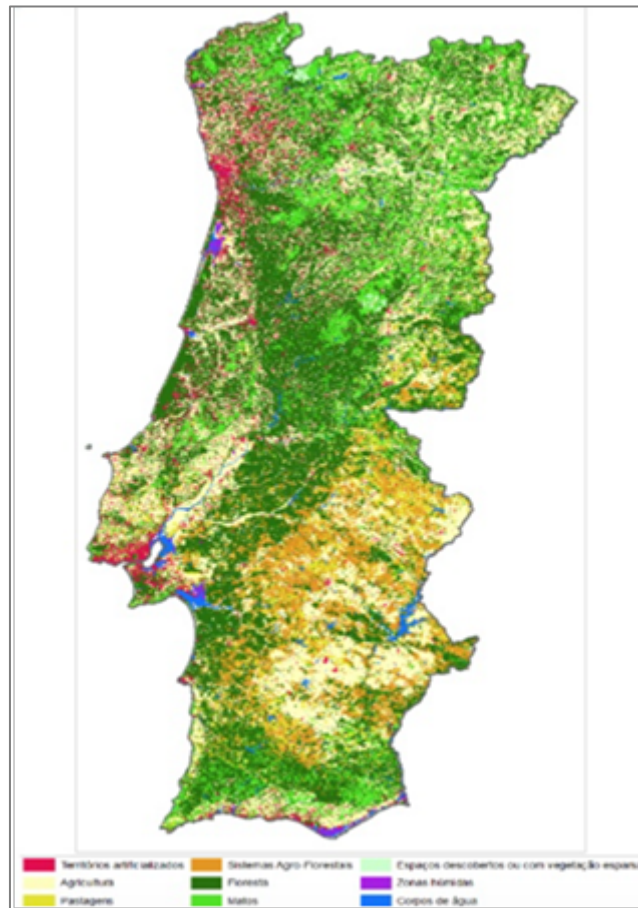 Territórios artificializados Sistemas Agro-Florestais Espaços descobertos ou com vegetação esparsa
Agricultura Floresta Zonas húmidas
Pastagens Matos Corpos de água